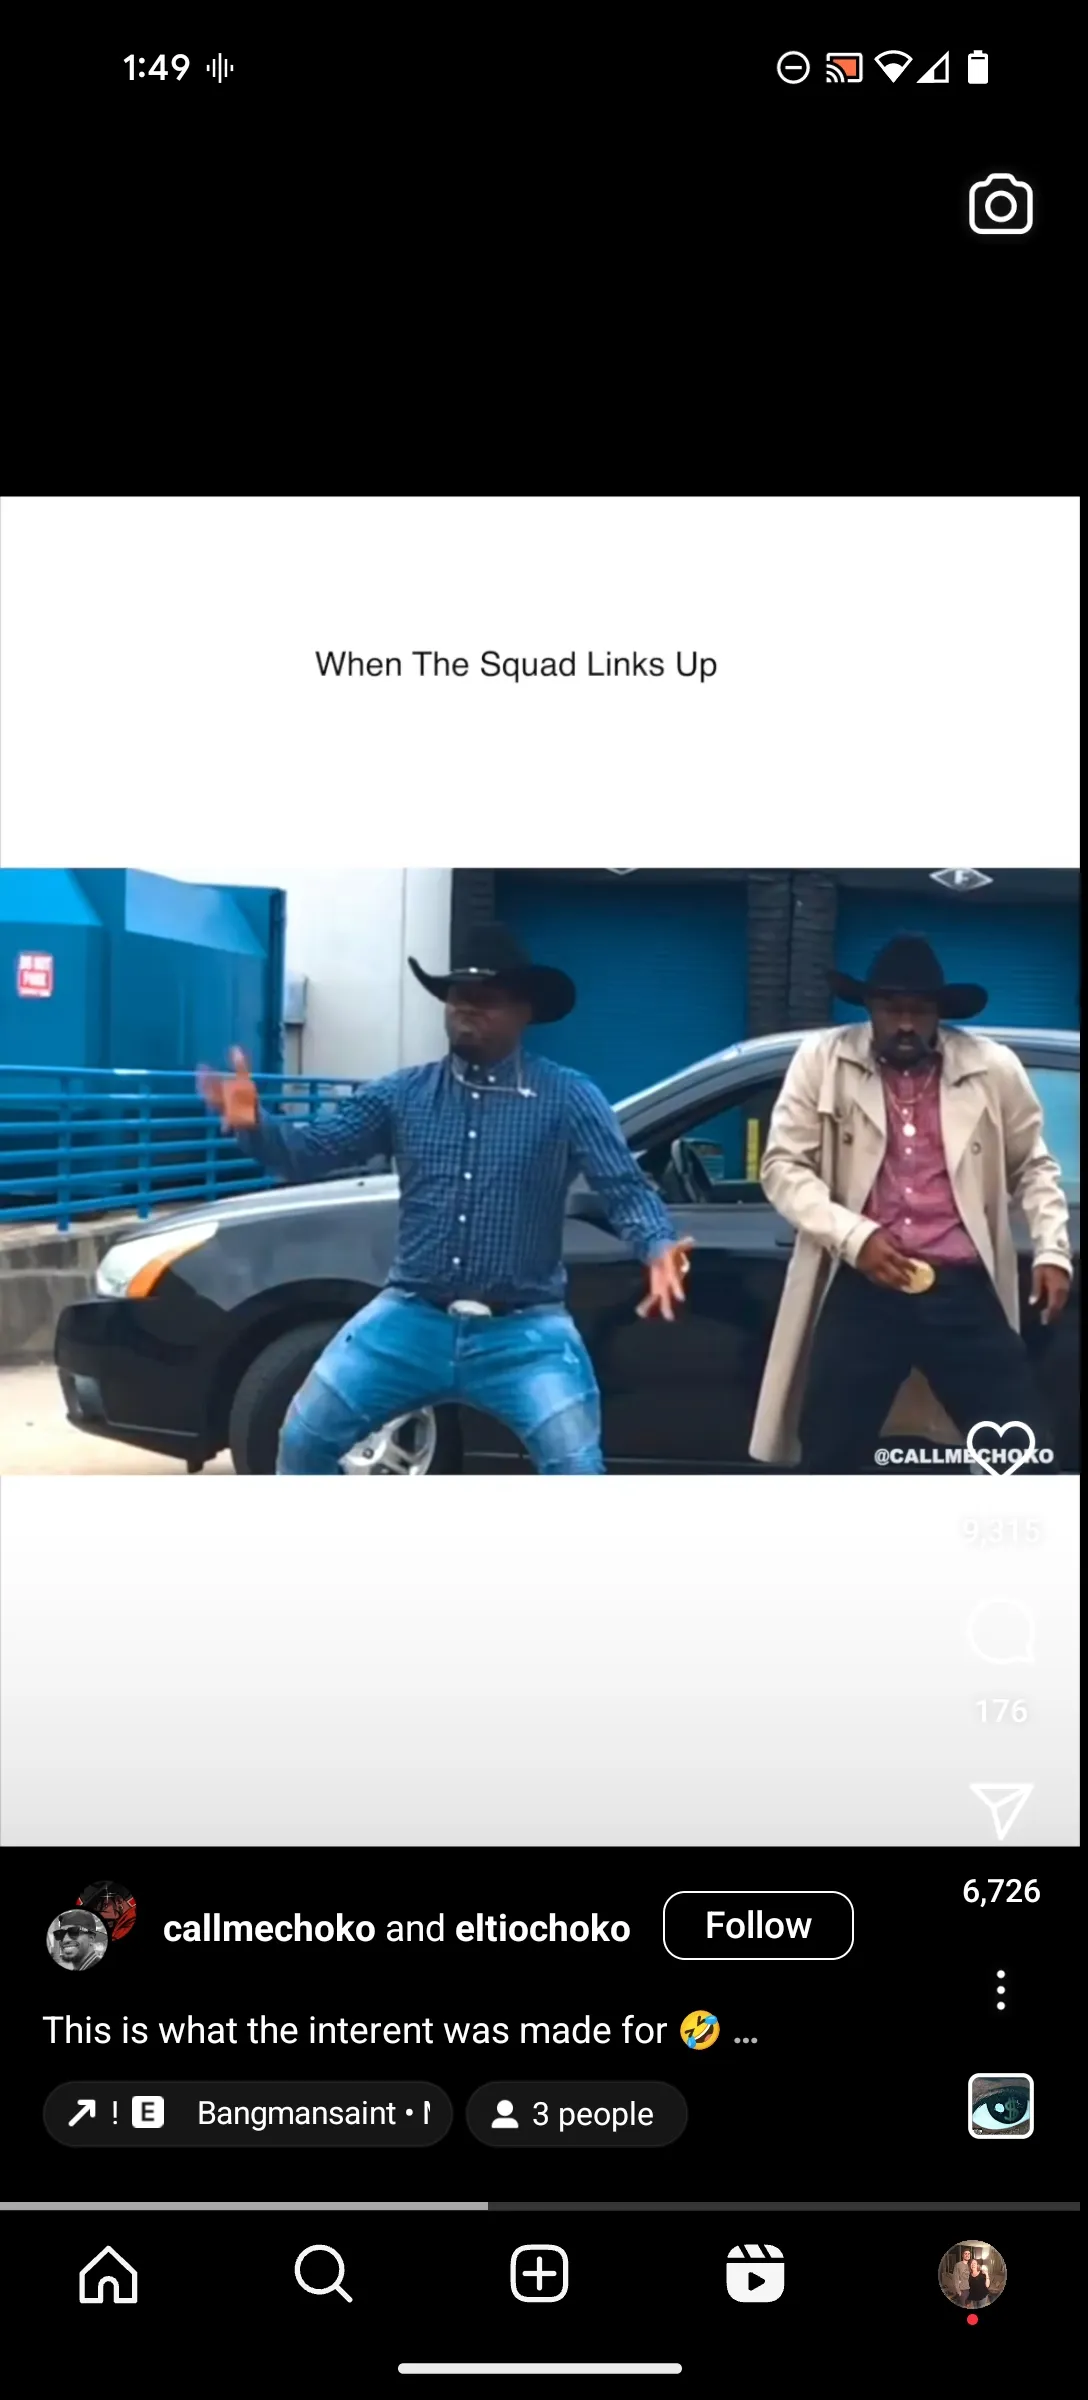 1:49
When The Squad Links Up
@CALLMECHOKO
9,315
176
6,726
callmechoko and eltiochoko
Follow
This is what the interent was made for 🤣 ...
! E Bangmansaint •
3 people